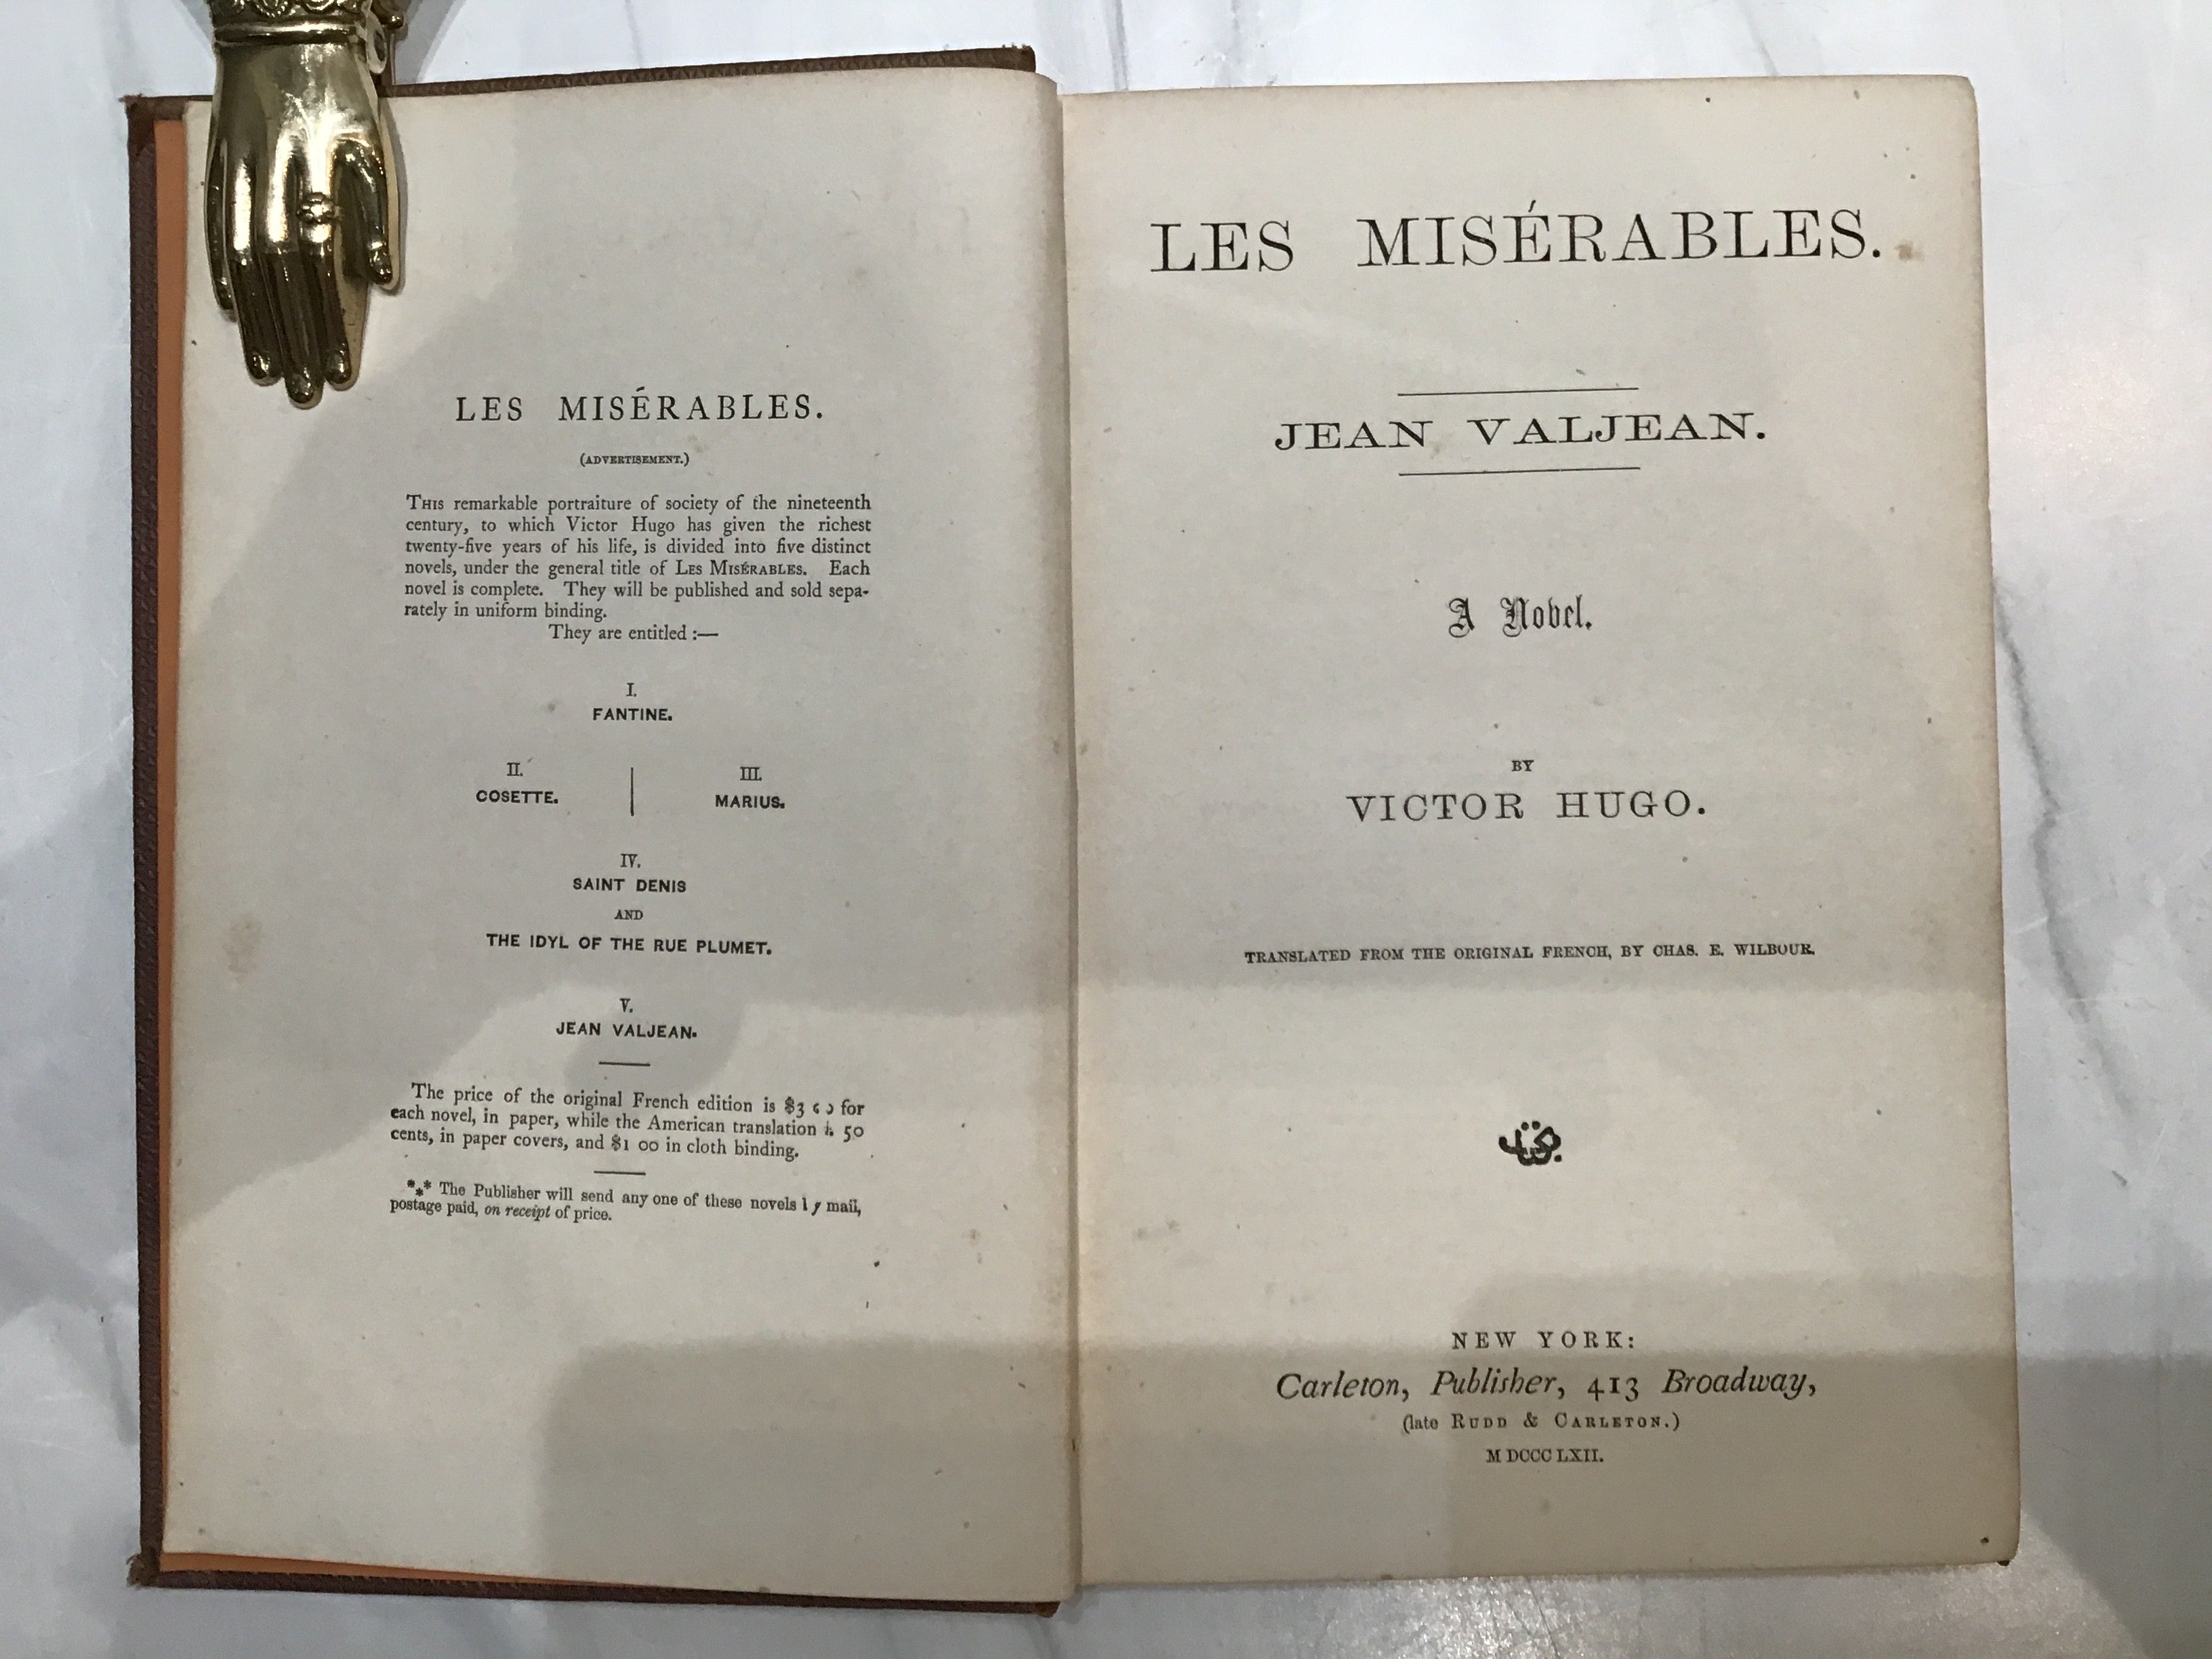 LES MISÉRABLES.
(ADVERTISEMENT.)
THIS remarkable portraiture of society of the nineteenth
century, to which Victor Hugo has given the richest
twenty-five years of his life, is divided into five distinct
novels, under the general title of LES MISÉRABLES. Each
novel is complete. They will be published and sold sepa-
rately in uniform binding.
They are entitled :—
I.
FANTINE.
II.
COSETTE.
III.
MARIUS.
IV.
SAINT DENIS
AND
THE IDYL OF THE RUE PLUMET.
V.
JEAN VALJEAN.
The price of the original French edition is $3 for
each novel, in paper, while the American translation 50
cents, in paper covers, and $1 00 in cloth binding.
*⁎* The Publisher will send any one of these novels mail,
postage paid, on receipt of price.
LES MISÉRABLES.
JEAN VALJEAN.
A Novel.
BY
VICTOR HUGO.
TRANSLATED FROM THE ORIGINAL FRENCH, BY CHAS. E. WILBOUR.
NEW YORK:
Carleton, Publisher, 413 Broadway,
(late RUDD & CARLETON.)
M DCCC LXII.